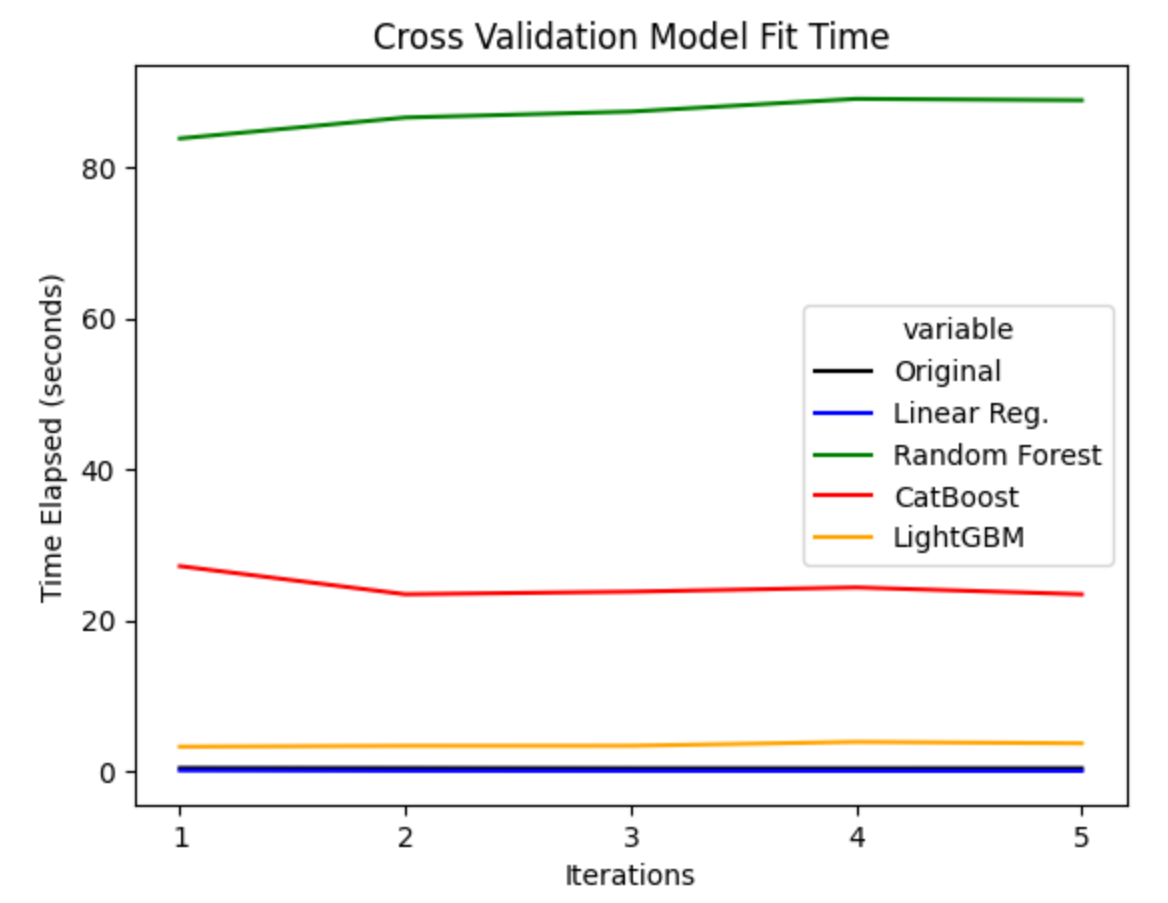 Cross Validation Model Fit Time
Time Elapsed (seconds)
80
60
40
20
0
variable
Original
Linear Reg.
Random Forest
CatBoost
LightGBM
1 2 3 4 5
Iterations